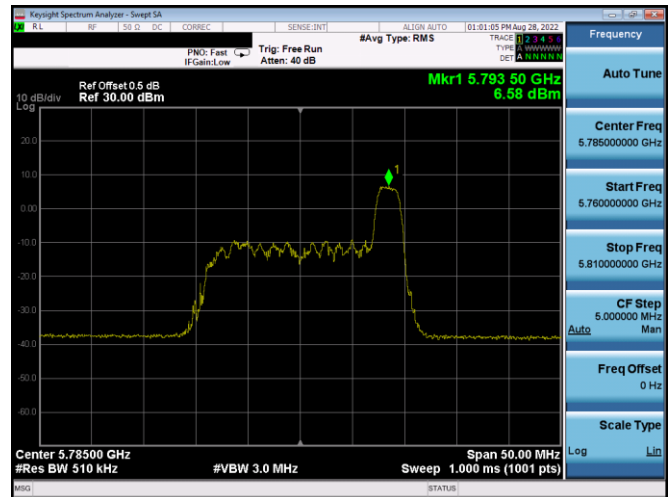 Keysight Spectrum Analyzer - Swept SA
RL RF 50 Ω DC CORREC SENSE:INT ALIGN AUTO 01:01:05 PM Aug 28, 2022
#Avg Type: RMS TRACE 1 2 3 4 5 6
PNO: Fast Trig: Free Run TYPE A WWWWW
IFGain:Low Atten: 40 dB DET A N N N N N
Ref Offset 0.5 dB Mkr1 5.793 50 GHz
10 dB/div Ref 30.00 dBm 6.58 dBm
Log
20.0
10.0
0.00
-10.0
-20.0
-30.0
-40.0
-50.0
-60.0
1
Center 5.78500 GHz Span 50.00 MHz
#Res BW 510 kHz #VBW 3.0 MHz Sweep 1.000 ms (1001 pts)
MSG STATUS
Frequency
Auto Tune
Center Freq
5.785000000 GHz
Start Freq
5.760000000 GHz
Stop Freq
5.810000000 GHz
CF Step
5.000000 MHz
Auto Man
Freq Offset
0 Hz
Scale Type
Log Lin